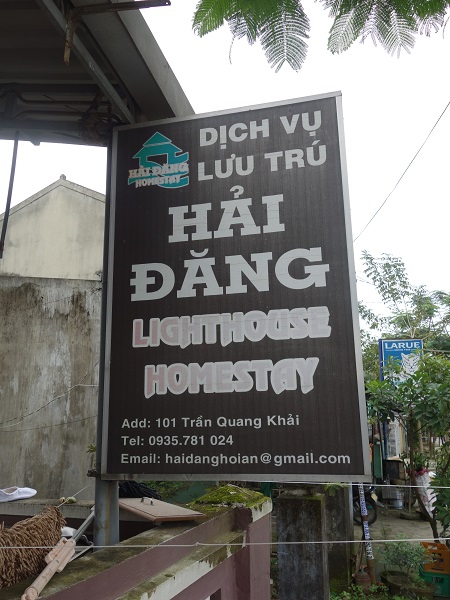 HẢI ĐĂNG
HOMESTAY
DỊCH VỤ
LƯU TRÚ
HẢI
ĐĂNG
LIGHTHOUSE
HOMESTAY
Add: 101 Trần Quang Khải
Tel: 0935.781 024
Email: haidanghoian@gmail.com
LARUE